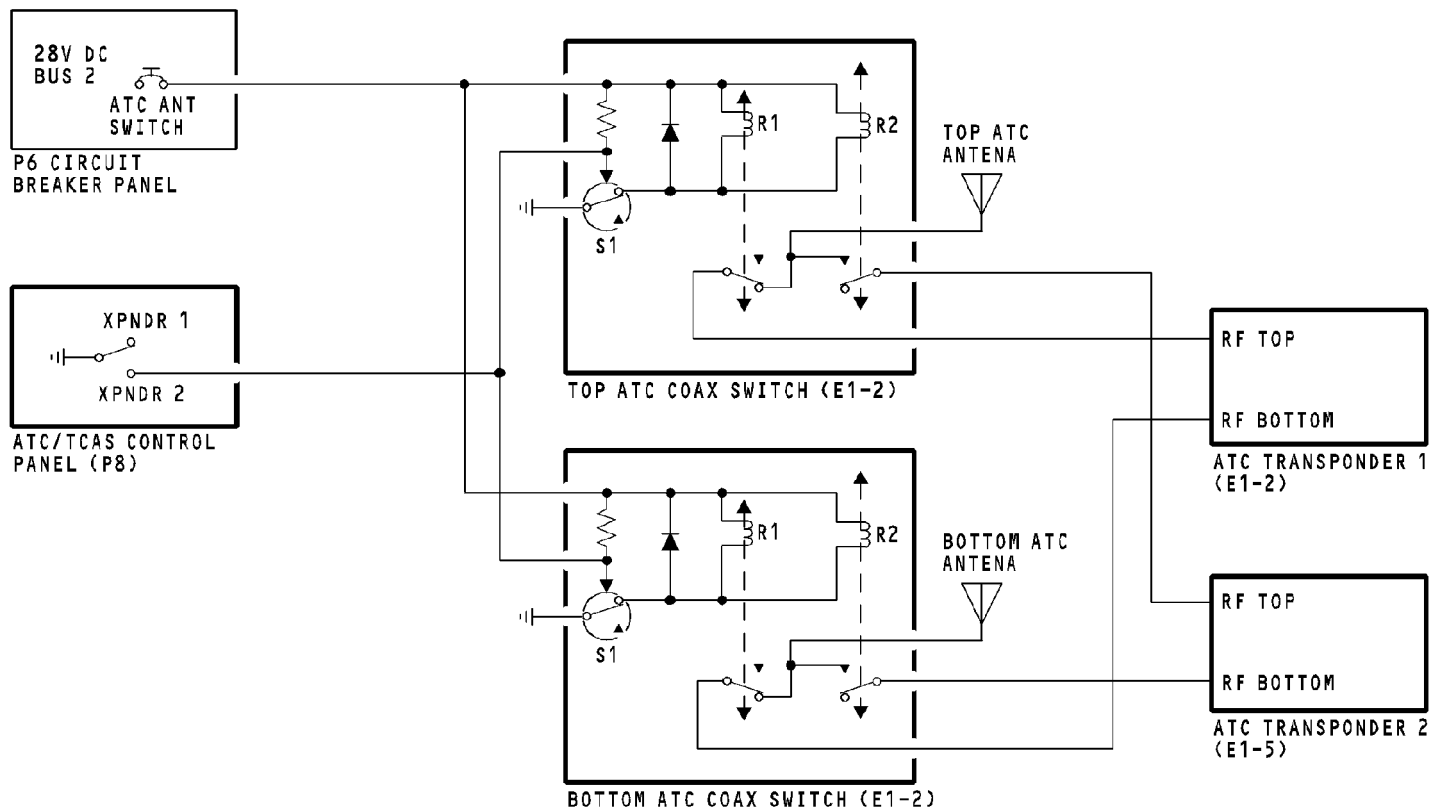 28V DC
BUS 2
ATC ANT
SWITCH
P6 CIRCUIT
BREAKER PANEL
XPNDR 1
XPNDR 2
ATC/TCAS CONTROL
PANEL (P8)
R1
R2
S1
TOP ATC
ANTENA
TOP ATC COAX SWITCH (E1-2)
R1
R2
S1
BOTTOM ATC
ANTENA
BOTTOM ATC COAX SWITCH (E1-2)
RF TOP
RF BOTTOM
ATC TRANSPONDER 1
(E1-2)
RF TOP
RF BOTTOM
ATC TRANSPONDER 2
(E1-5)